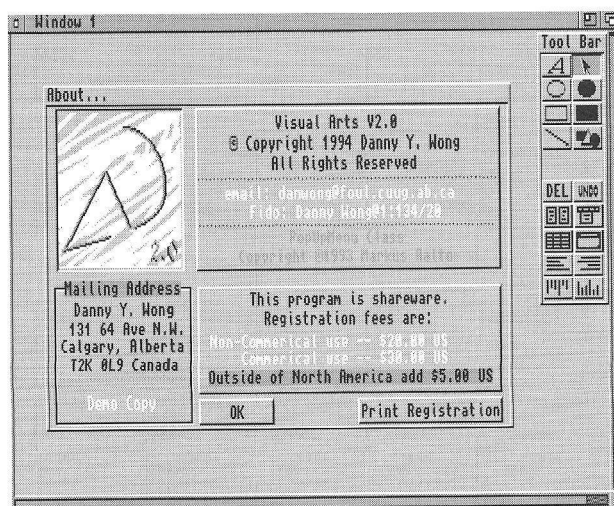 Window 1
Tool Bar
A
About...
Visual Arts V2.0
© Copyright 1994 Danny Y. Wong
All Rights Reserved
email: danwong@foul.cuug.ab.ca
Fido: Danny Wong@1:134/20
PopUpMenu Class
Copyright ©1993 Markus
2.0
DEL UNDO
Mailing Address
Danny Y. Wong
131 64 Ave N.W.
Calgary, Alberta
T2K 0L9 Canada
Demo Copy
This program is shareware.
Registration fees are:
Non-Commerical use -- $20.00 US
Commerical use -- $30.00 US
Outside of North America add $5.00 US
OK
Print Registration